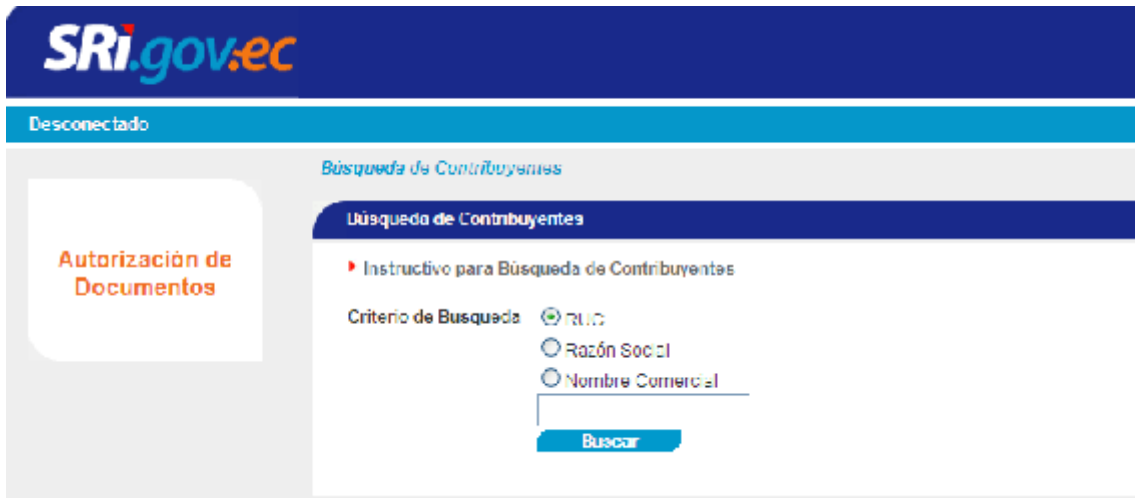 SRi.gov.ec
Desconectado
Búsqueda de Contribuyentes
Búsqueda de Contribuyentes
Autorización de
Documentos
Instructivo para Búsqueda de Contribuyentes
Criterio de Busqueda
RUC
Razón Social
Nombre Comercial
Buscar